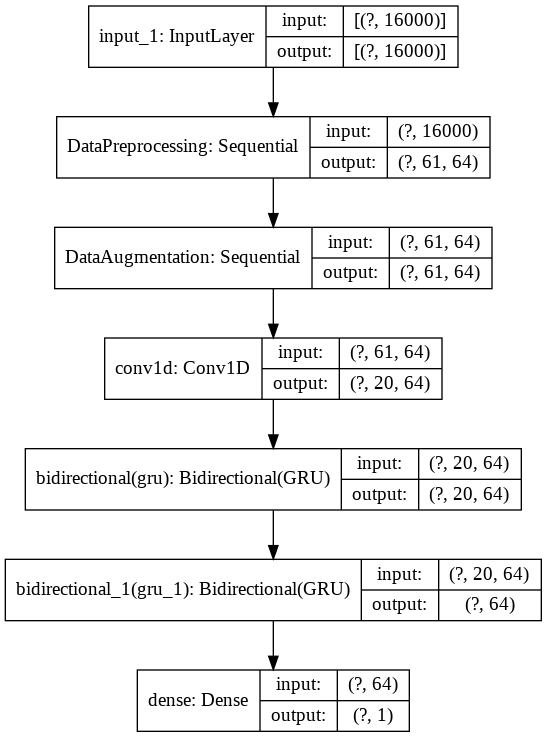 input_1: InputLayer
input: [(?, 16000)]
output: [(?, 16000)]
DataPreprocessing: Sequential
input: (?, 16000)
output: (?, 61, 64)
DataAugmentation: Sequential
input: (?, 61, 64)
output: (?, 61, 64)
conv1d: Conv1D
input: (?, 61, 64)
output: (?, 20, 64)
bidirectional(gru): Bidirectional(GRU)
input: (?, 20, 64)
output: (?, 20, 64)
bidirectional_1(gru_1): Bidirectional(GRU)
input: (?, 20, 64)
output: (?, 64)
dense: Dense
input: (?, 64)
output: (?, 1)